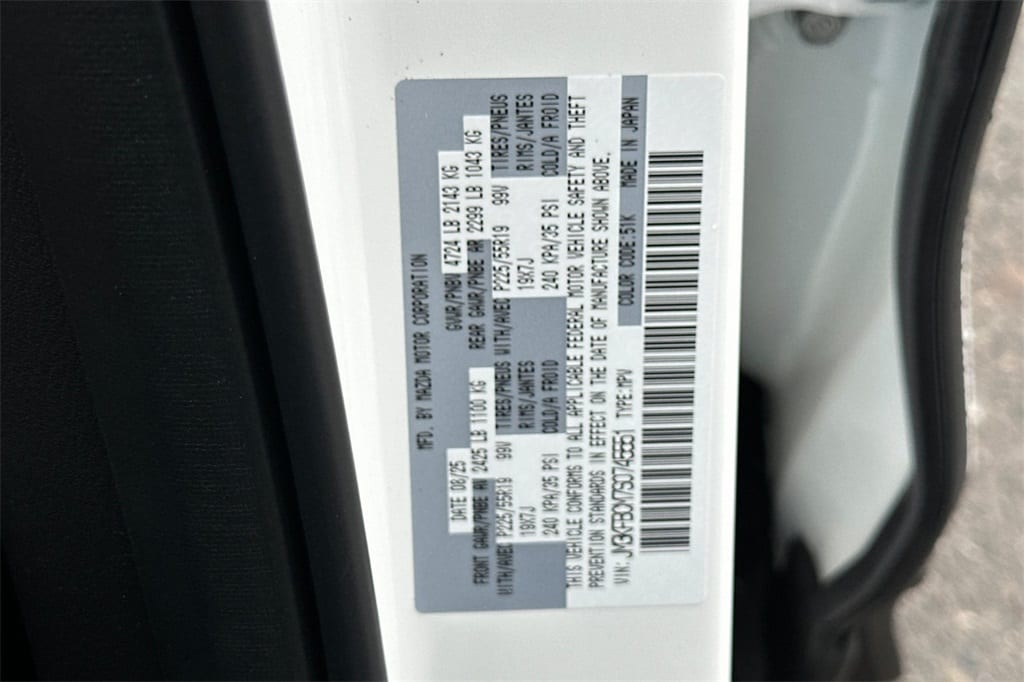 MFD. BY MAZDA MOTOR CORPORATION
DATE 08/25 GVWR/PNBV 4724 LB 2143 KG
FRONT GAWR/PNBE AV 2425 LB 1100 KG REAR GAWR/PNBE AR 2299 LB 1043 KG
WITH/AVEC P225/55R19 99V TIRES/PNEUS WITH/AVEC P225/55R19 99V TIRES/PNEUS
19X7J RIMS/JANTES 19X7J RIMS/JANTES
240 KPA/35 PSI COLD/A FROID 240 KPA/35 PSI COLD/A FROID
THIS VEHICLE CONFORMS TO ALL APPLICABLE FEDERAL MOTOR VEHICLE SAFETY AND THEFT
PREVENTION STANDARDS IN EFFECT ON THE DATE OF MANUFACTURE SHOWN ABOVE.
VIN: JM3KFBCM7S0745551 TYPE:MPV COLOR CODE:51K MADE IN JAPAN